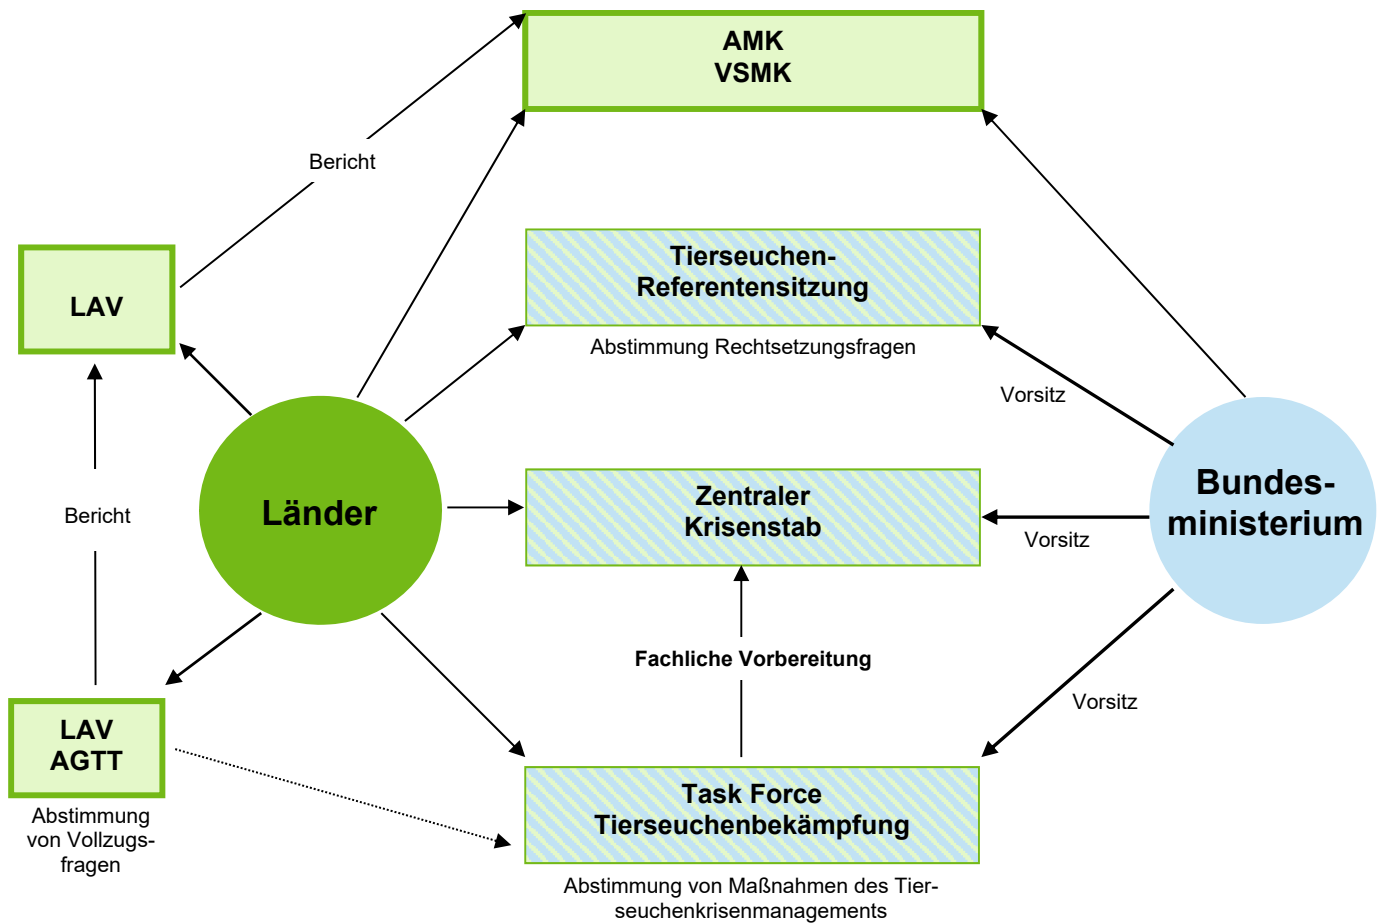 AMK
VSMK
Bericht
Tierseuchen-
Referentensitzung
LAV
Abstimmung Rechtsetzungsfragen
Vorsitz
Länder
Zentraler
Krisenstab
Bundes-
ministerium
Bericht
Vorsitz
Fachliche Vorbereitung
Vorsitz
LAV
AGTT
Abstimmung
von Vollzugs-
fragen
Task Force
Tierseuchenbekämpfung
Abstimmung von Maßnahmen des Tier-
seuchenkrisenmanagements